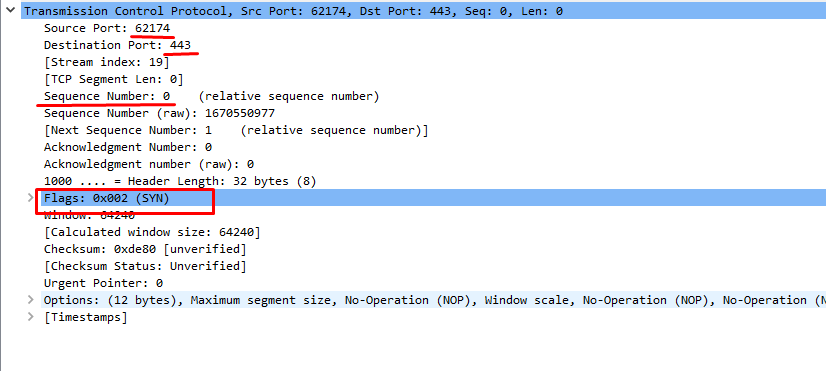 Transmission Control Protocol, Src Port: 62174, Dst Port: 443, Seq: 0, Len: 0
Source Port: 62174
Destination Port: 443
[Stream index: 19]
[TCP Segment Len: 0]
Sequence Number: 0    (relative sequence number)
Sequence Number (raw): 1670550977
[Next Sequence Number: 1    (relative sequence number)]
Acknowledgment Number: 0
Acknowledgment number (raw): 0
1000 .... = Header Length: 32 bytes (8)
Flags: 0x002 (SYN)
Window: 64240
[Calculated window size: 64240]
Checksum: 0xde80 [unverified]
[Checksum Status: Unverified]
Urgent Pointer: 0
Options: (12 bytes), Maximum segment size, No-Operation (NOP), Window scale, No-Operation (NOP), No-Operation (N
[Timestamps]